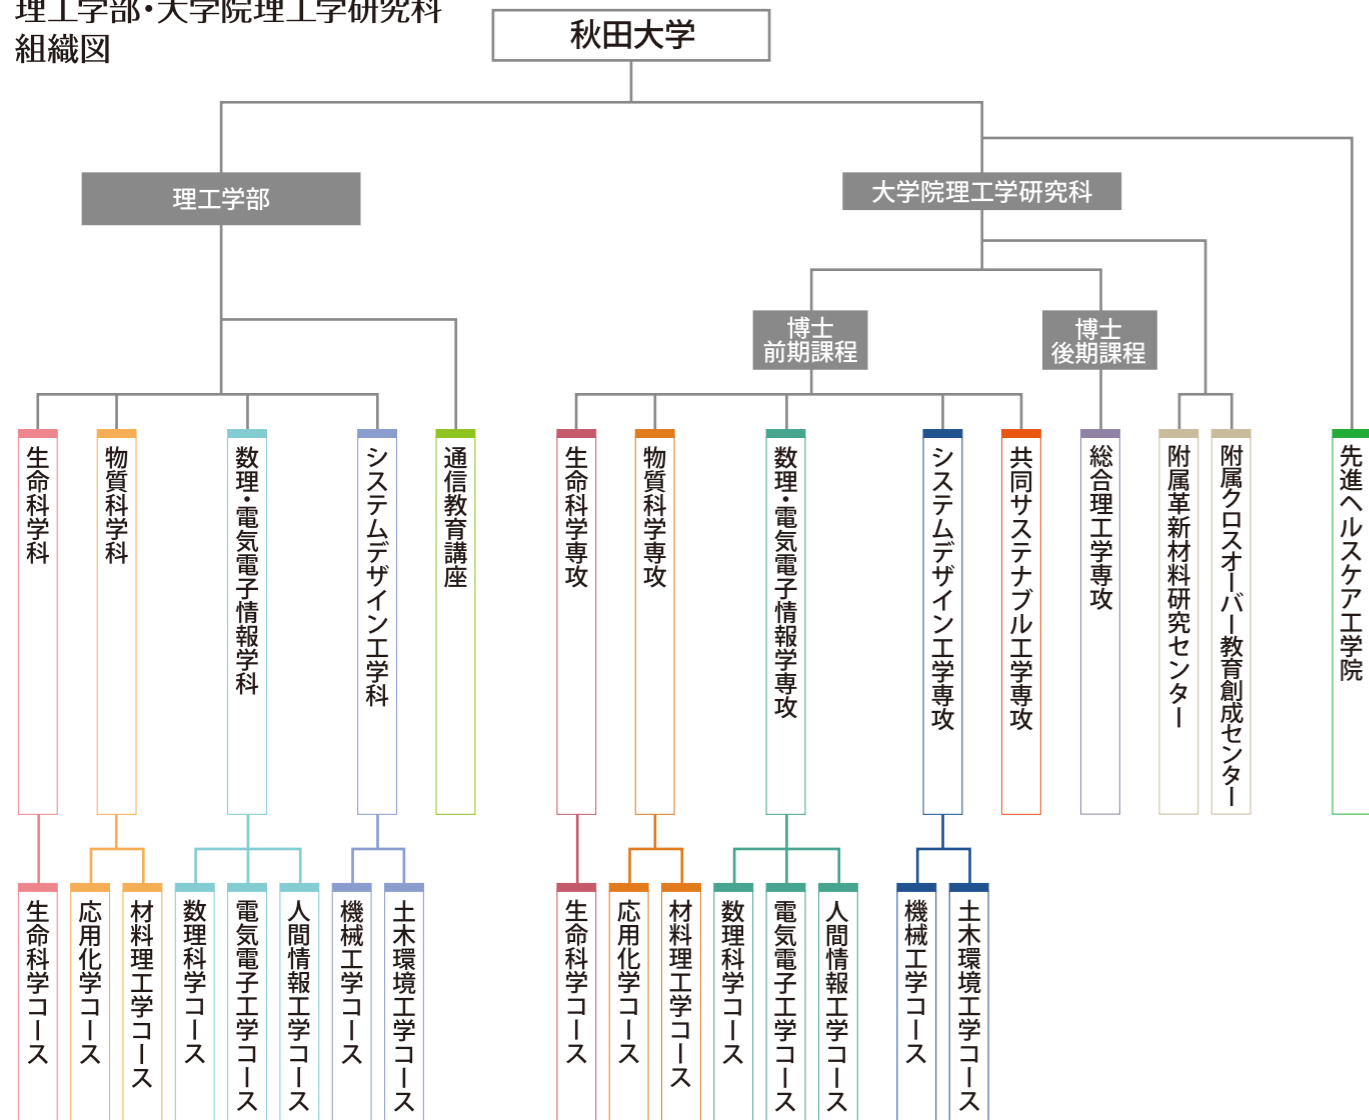 理工学部・大学院理工学研究科
組織図
秋田大学
理工学部
大学院理工学研究科
博士
前期課程
博士
後期課程
生命科学科
物質科学科
数理・電気電子情報学科
システムデザイン工学科
通信教育講座
生命科学専攻
物質科学専攻
数理・電気電子情報学専攻
システムデザイン工学専攻
共同サステナブル工学専攻
総合理工学専攻
附属革新材料研究センター
附属クロスオーバー教育創成センター
先進ヘルスケア工学院
生命科学コース
応用化学コース
材料理工学コース
数理科学コース
電気電子工学コース
人間情報工学コース
機械工学コース
土木環境工学コース
生命科学コース
応用化学コース
材料理工学コース
数理科学コース
電気電子工学コース
人間情報工学コース
機械工学コース
土木環境工学コース